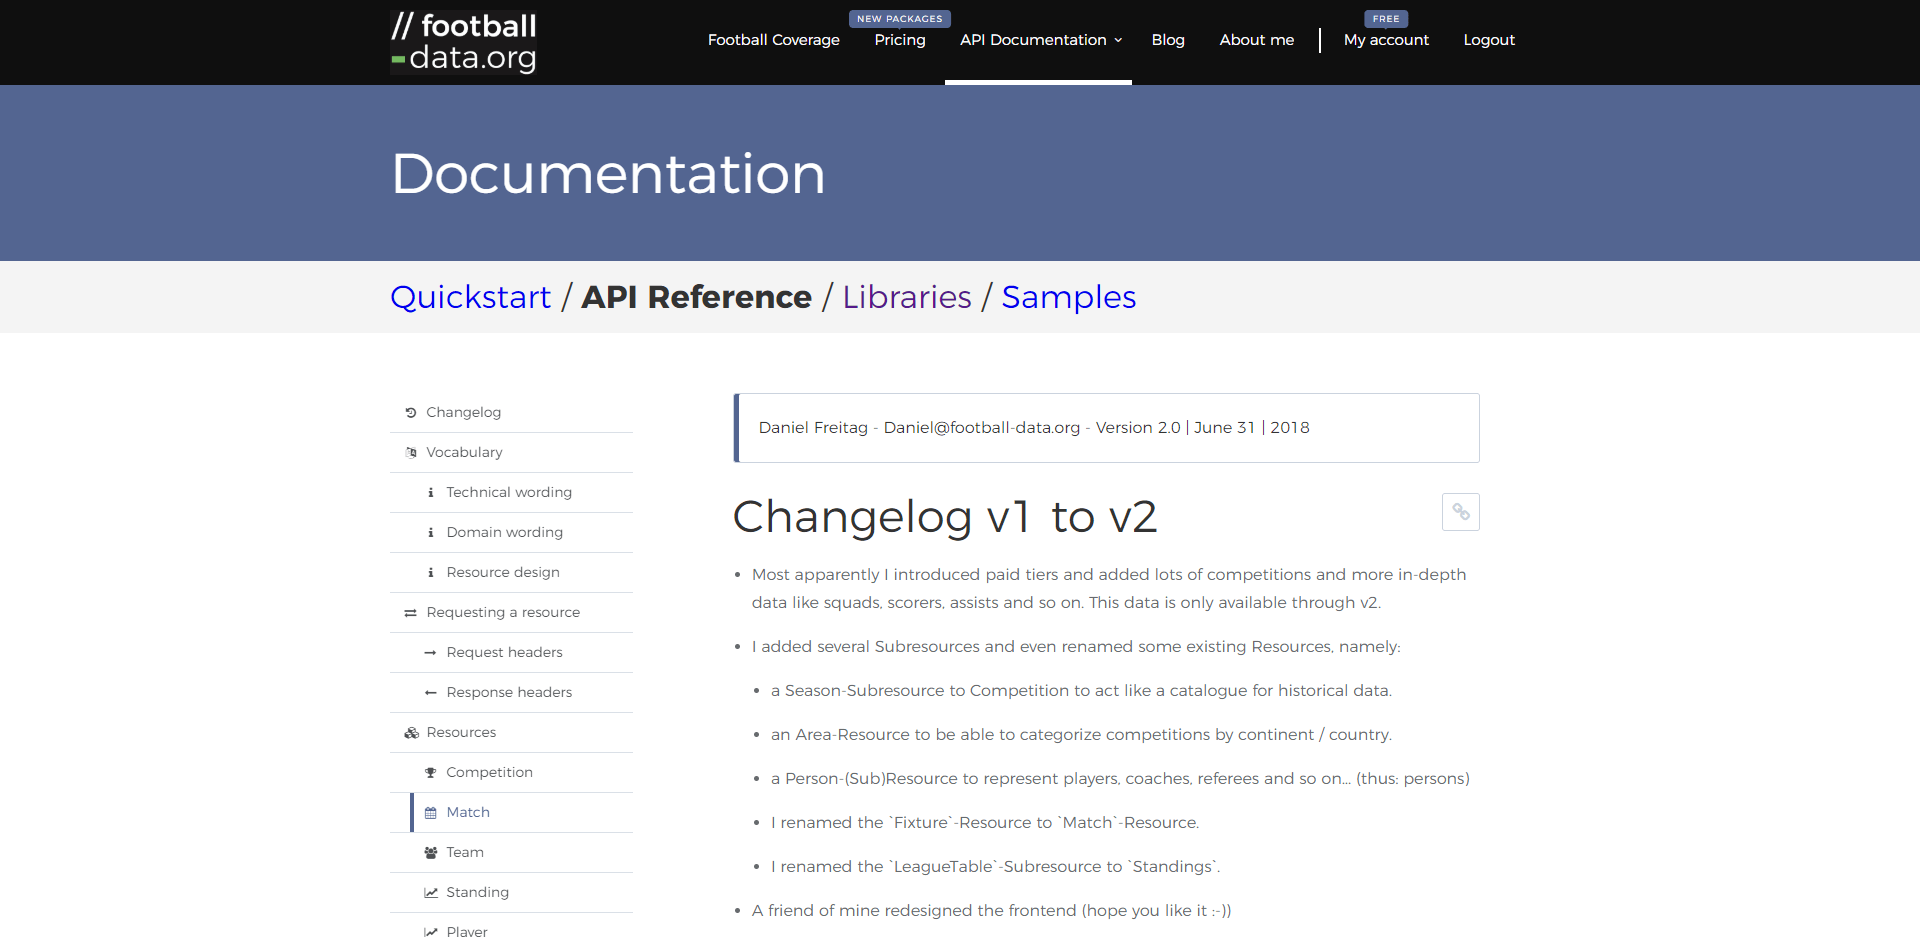 // football
-data.org
Football Coverage
NEW PACKAGES
Pricing
API Documentation
Blog
About me
FREE
My account
Logout
Documentation
Quickstart / API Reference / Libraries / Samples
Changelog
Vocabulary
Technical wording
Domain wording
Resource design
Requesting a resource
Request headers
Response headers
Resources
Competition
Match
Team
Standing
Player
Daniel Freitag - Daniel@football-data.org - Version 2.0 | June 31 | 2018
Changelog v1 to v2
• Most apparently I introduced paid tiers and added lots of competitions and more in-depth
data like squads, scorers, assists and so on. This data is only available through v2.
• I added several Subresources and even renamed some existing Resources, namely:
• a Season-Subresource to Competition to act like a catalogue for historical data.
• an Area-Resource to be able to categorize competitions by continent / country.
• a Person-(Sub)Resource to represent players, coaches, referees and so on... (thus: persons)
• I renamed the `Fixture`-Resource to `Match`-Resource.
• I renamed the `LeagueTable`-Subresource to `Standings`.
• A friend of mine redesigned the frontend (hope you like it :-))